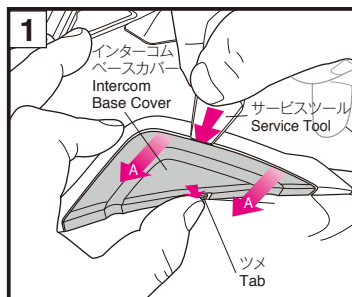 1
インターコム
ベースカバー
Intercom
Base Cover
サービスツール
Service Tool
A
A
ツメ
Tab